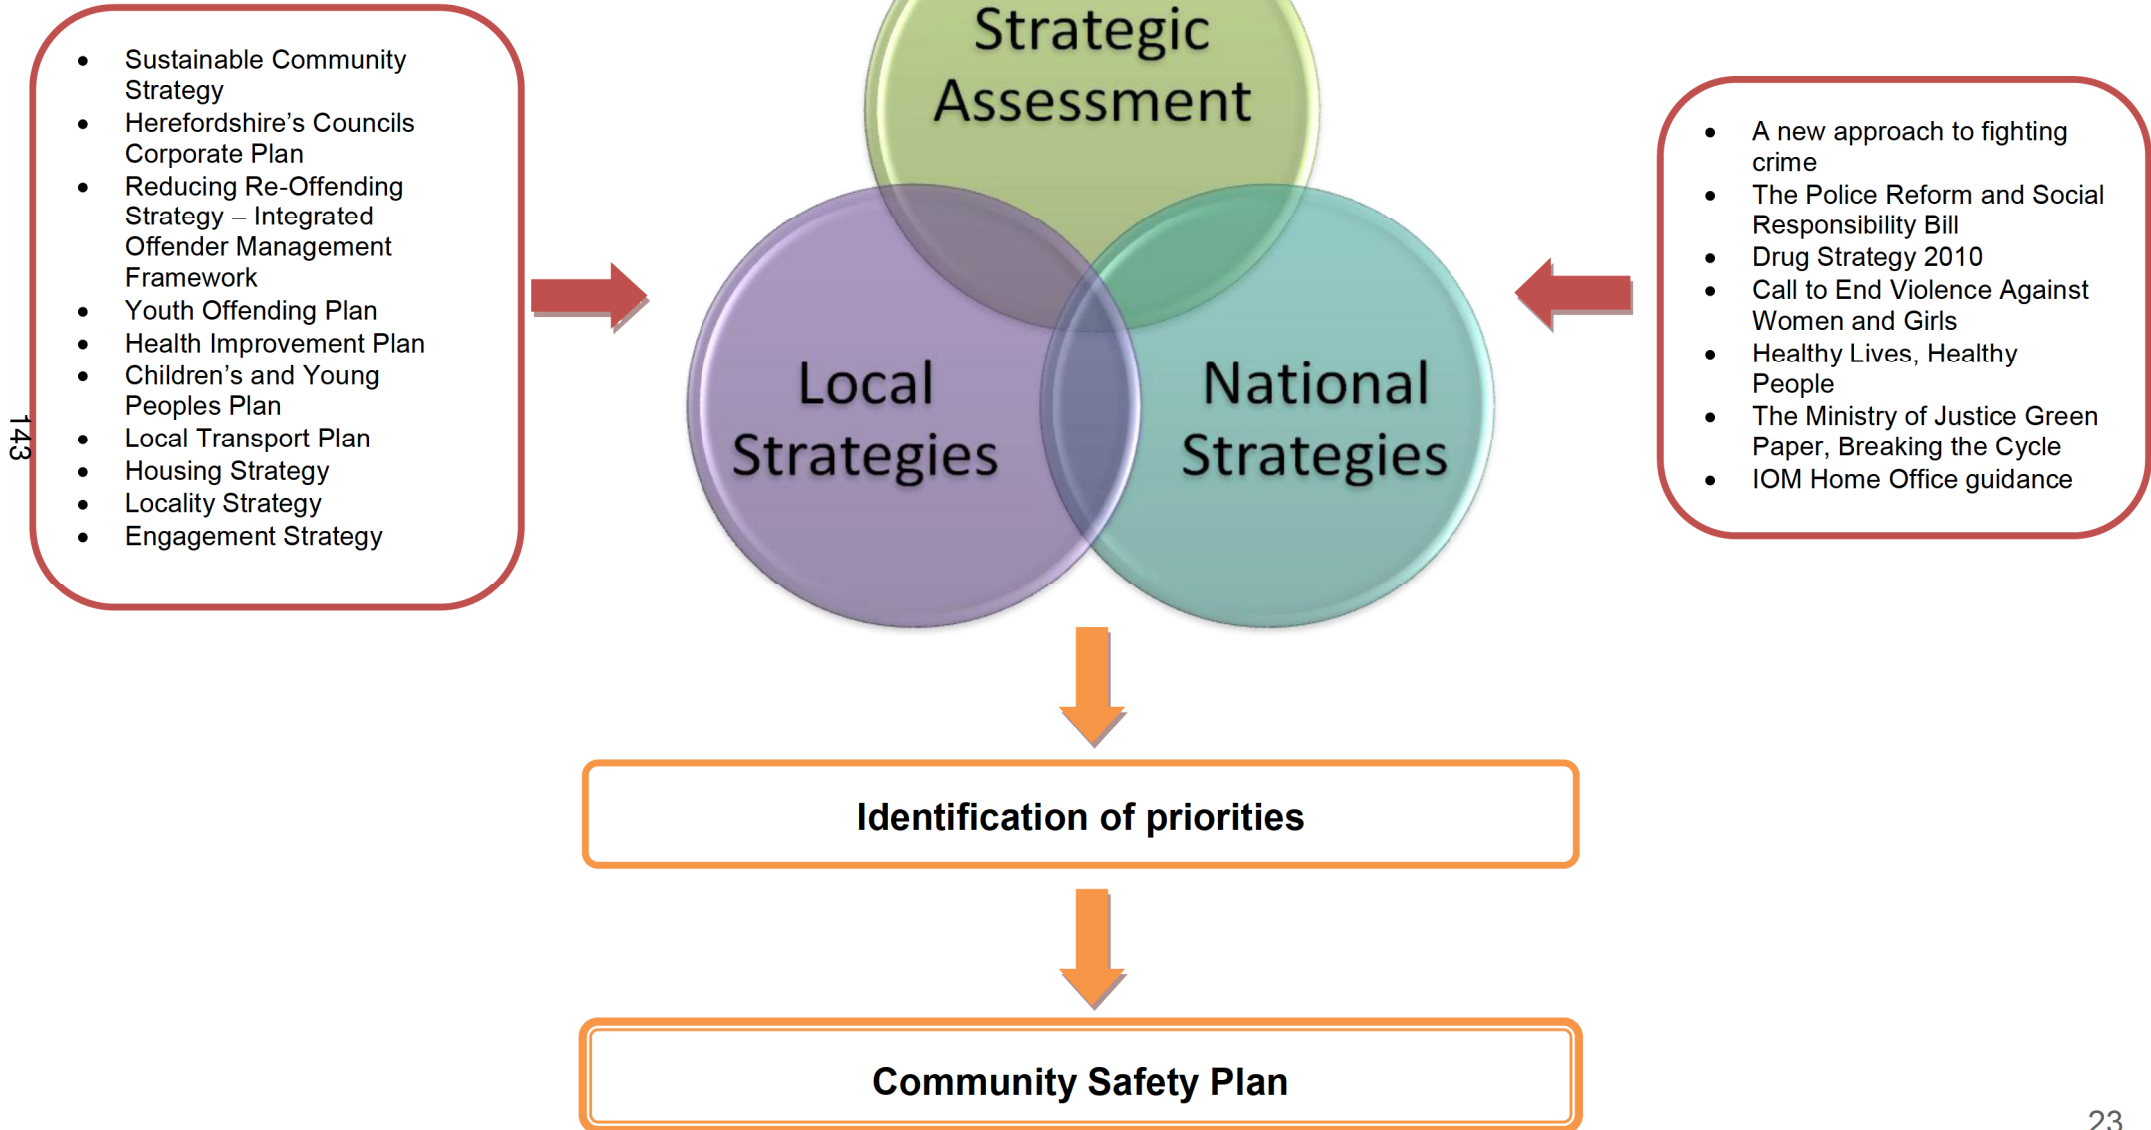 Sustainable Community
Strategy
Herefordshire’s Councils
Corporate Plan
Reducing Re-Offending
Strategy – Integrated
Offender Management
Framework
Youth Offending Plan
Health Improvement Plan
Children’s and Young
Peoples Plan
Local Transport Plan
Housing Strategy
Locality Strategy
Engagement Strategy
143
Strategic
Assessment
Local
Strategies
National
Strategies
A new approach to fighting
crime
The Police Reform and Social
Responsibility Bill
Drug Strategy 2010
Call to End Violence Against
Women and Girls
Healthy Lives, Healthy
People
The Ministry of Justice Green
Paper, Breaking the Cycle
IOM Home Office guidance
Identification of priorities
Community Safety Plan
23